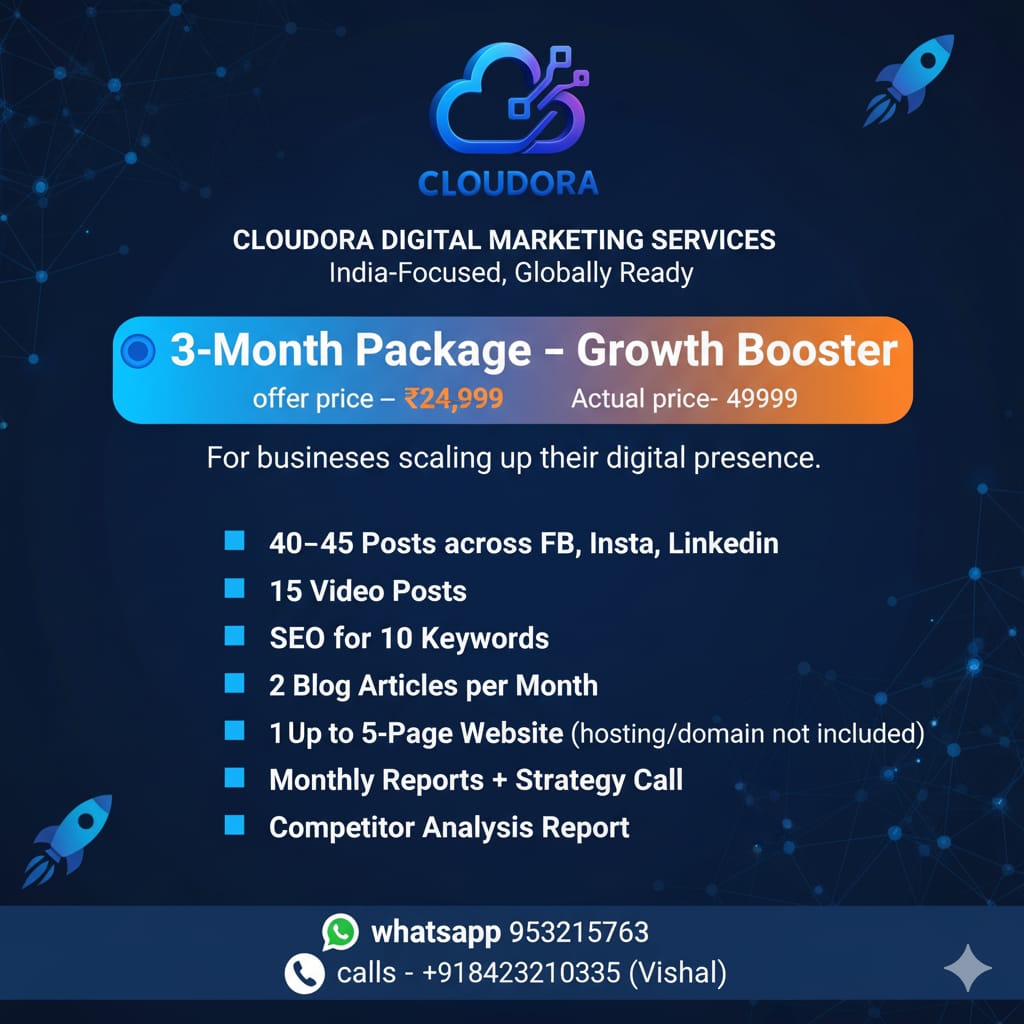 CLOUDORA
CLOUDORA DIGITAL MARKETING SERVICES
India-Focused, Globally Ready
3-Month Package – Growth Booster
offer price – ₹24,999 Actual price- 49999
For busineses scaling up their digital presence.
40–45 Posts across FB, Insta, Linkedin
15 Video Posts
SEO for 10 Keywords
2 Blog Articles per Month
1 Up to 5-Page Website (hosting/domain not included)
Monthly Reports + Strategy Call
Competitor Analysis Report
whatsapp 953215763
calls - +918423210335 (Vishal)